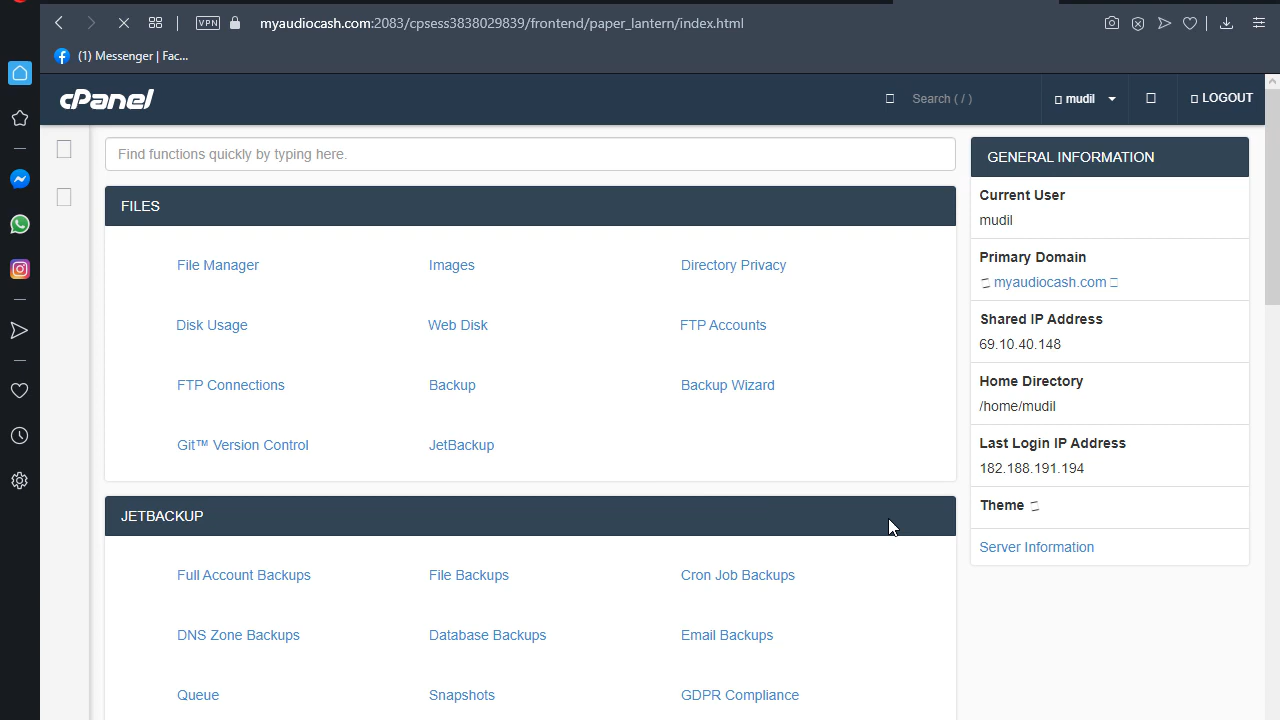 VPN
myaudiocash.com:2083/cpsess3838029839/frontend/paper_lantern/index.html
(1) Messenger | Fac...
cPanel
Search ( / )
mudil
LOGOUT
Find functions quickly by typing here.
FILES
File Manager
Images
Directory Privacy
Disk Usage
Web Disk
FTP Accounts
FTP Connections
Backup
Backup Wizard
Git™ Version Control
JetBackup
JETBACKUP
Full Account Backups
File Backups
Cron Job Backups
DNS Zone Backups
Database Backups
Email Backups
Queue
Snapshots
GDPR Compliance
GENERAL INFORMATION
Current User
mudil
Primary Domain
myaudiocash.com
Shared IP Address
69.10.40.148
Home Directory
/home/mudil
Last Login IP Address
182.188.191.194
Theme
Server Information